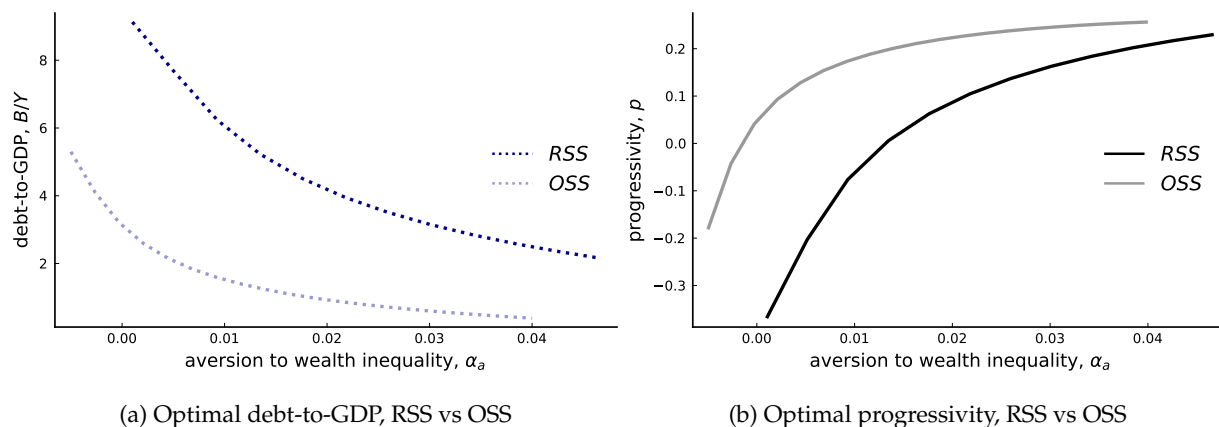 debt-to-GDP, B/Y
8
6
4
2
RSS
OSS
0.00 0.01 0.02 0.03 0.04
aversion to wealth inequality, αₐ
(a) Optimal debt-to-GDP, RSS vs OSS
progressivity, p
0.2
0.1
0.0
−0.1
−0.2
−0.3
RSS
OSS
0.00 0.01 0.02 0.03 0.04
aversion to wealth inequality, αₐ
(b) Optimal progressivity, RSS vs OSS